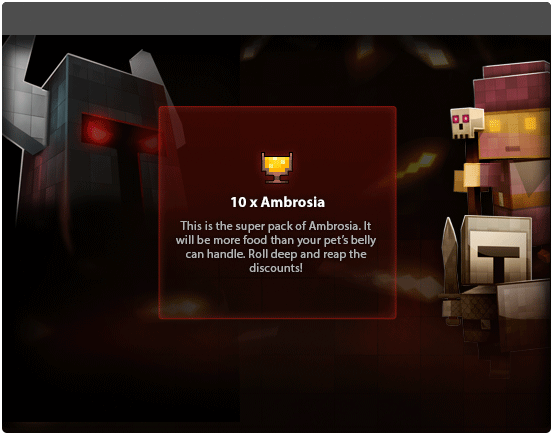 10 x Ambrosia
This is the super pack of Ambrosia. It
will be more food than your pet's belly
can handle. Roll deep and reap the
discounts!